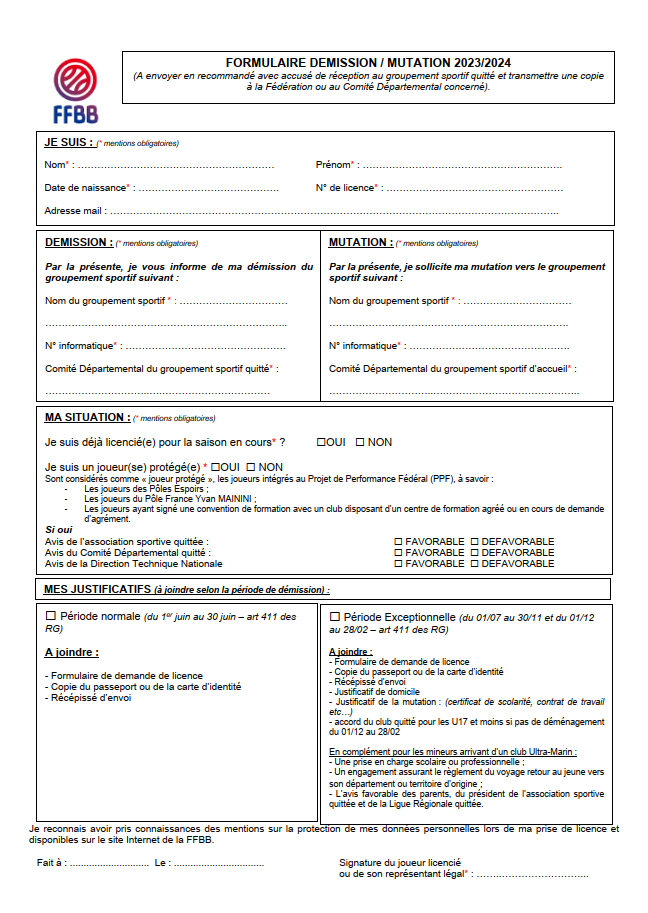 FORMULAIRE DEMISSION / MUTATION 2023/2024
(A envoyer en recommandé avec accusé de réception au groupement sportif quitté et transmettre une copie
à la Fédération ou au Comité Départemental concerné).
FFBB
JE SUIS : (* mentions obligatoires)
Nom* : ………………………………………………… Prénom* : …………………………………………………….
Date de naissance* : ……………………………………. N° de licence* : ………………………………………………
Adresse mail : ………………………………………………………………………………………………………………………..
DEMISSION : (* mentions obligatoires)
Par la présente, je vous informe de ma démission du
groupement sportif suivant :
Nom du groupement sportif * : ……………………………
………………………………………………………………..
N° informatique* : ………………………………………….
Comité Départemental du groupement sportif quitté* :
……………………………………………………………
MUTATION : (* mentions obligatoires)
Par la présente, je sollicite ma mutation vers le groupement
sportif suivant :
Nom du groupement sportif * : ……………………………
……………………………………………………………….
N° informatique* : ………………………………………….
Comité Départemental du groupement sportif d'accueil* :
…………………………………………………………………..
MA SITUATION : (* mentions obligatoires)
Je suis déjà licencié(e) pour la saison en cours* ? ☐OUI ☐ NON
Je suis un joueur(se) protégé(e) * ☐OUI ☐ NON
Sont considérés comme « joueur protégé », les joueurs intégrés au Projet de Performance Fédéral (PPF), à savoir :
- Les joueurs des Pôles Espoirs ;
- Les joueurs du Pôle France Yvan MAININI ;
- Les joueurs ayant signé une convention de formation avec un club disposant d'un centre de formation agréé ou en cours de demande
d'agrément.
Si oui
Avis de l'association sportive quittée : ☐ FAVORABLE ☐ DEFAVORABLE
Avis du Comité Départemental quitté : ☐ FAVORABLE ☐ DEFAVORABLE
Avis de la Direction Technique Nationale ☐ FAVORABLE ☐ DEFAVORABLE
MES JUSTIFICATIFS (à joindre selon la période de démission) :
☐ Période normale (du 1er juin au 30 juin – art 411 des
RG)
A joindre :
- Formulaire de demande de licence
- Copie du passeport ou de la carte d'identité
- Récépissé d'envoi
☐ Période Exceptionnelle (du 01/07 au 30/11 et du 01/12
au 28/02 – art 411 des RG)
A joindre :
- Formulaire de demande de licence
- Copie du passeport ou de la carte d'identité
- Récépissé d'envoi
- Justificatif de domicile
- Justificatif de la mutation : (certificat de scolarité, contrat de travail
etc…)
- accord du club quitté pour les U17 et moins si pas de déménagement
du 01/12 au 28/02
En complément pour les mineurs arrivant d'un club Ultra-Marin :
- Une prise en charge scolaire ou professionnelle ;
- Un engagement assurant le règlement du voyage retour au jeune vers
son département ou territoire d'origine ;
- L'avis favorable des parents, du président de l'association sportive
quittée et de la Ligue Régionale quittée.
Je reconnais avoir pris connaissances des mentions sur la protection de mes données personnelles lors de ma prise de licence et
disponibles sur le site Internet de la FFBB.
Fait à : ............................. Le : ................................. Signature du joueur licencié
ou de son représentant légal* : ……..……………………...